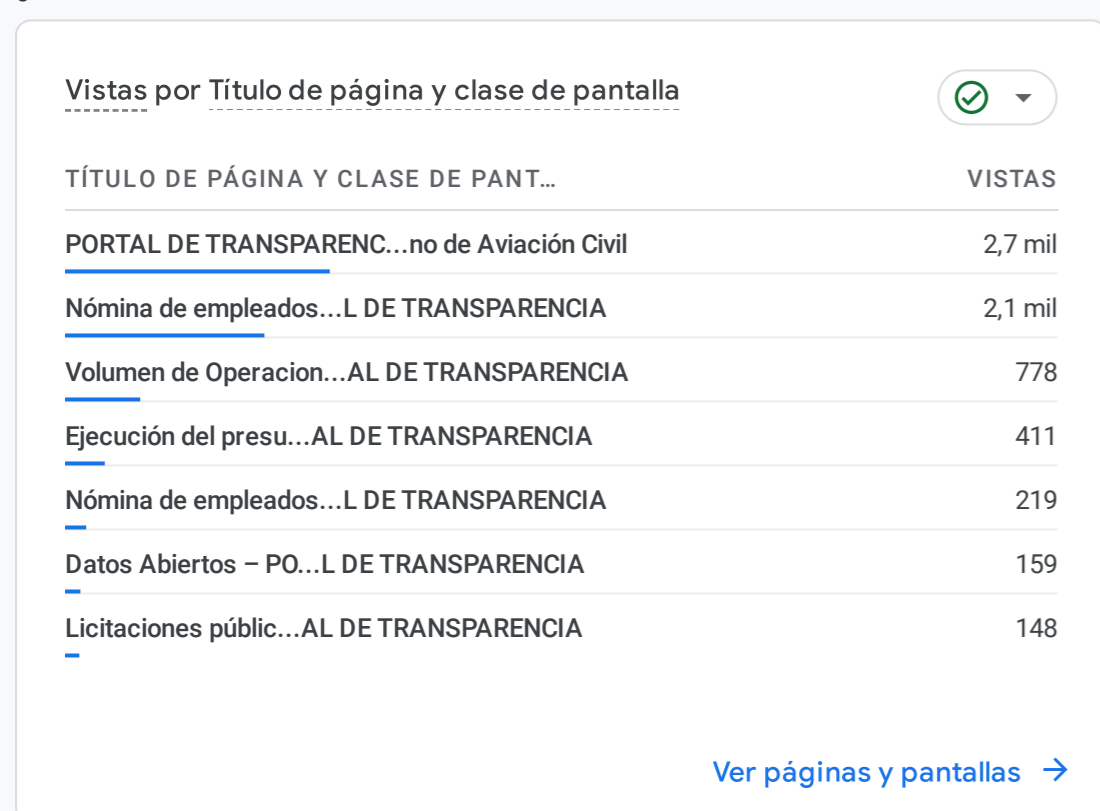 Vistas por Título de página y clase de pantalla
TÍTULO DE PÁGINA Y CLASE DE PANT... VISTAS
PORTAL DE TRANSPARENC...no de Aviación Civil 2,7 mil
Nómina de empleados...L DE TRANSPARENCIA 2,1 mil
Volumen de Operacion...AL DE TRANSPARENCIA 778
Ejecución del presu...AL DE TRANSPARENCIA 411
Nómina de empleados...L DE TRANSPARENCIA 219
Datos Abiertos – PO...L DE TRANSPARENCIA 159
Licitaciones públic...AL DE TRANSPARENCIA 148
Ver páginas y pantallas